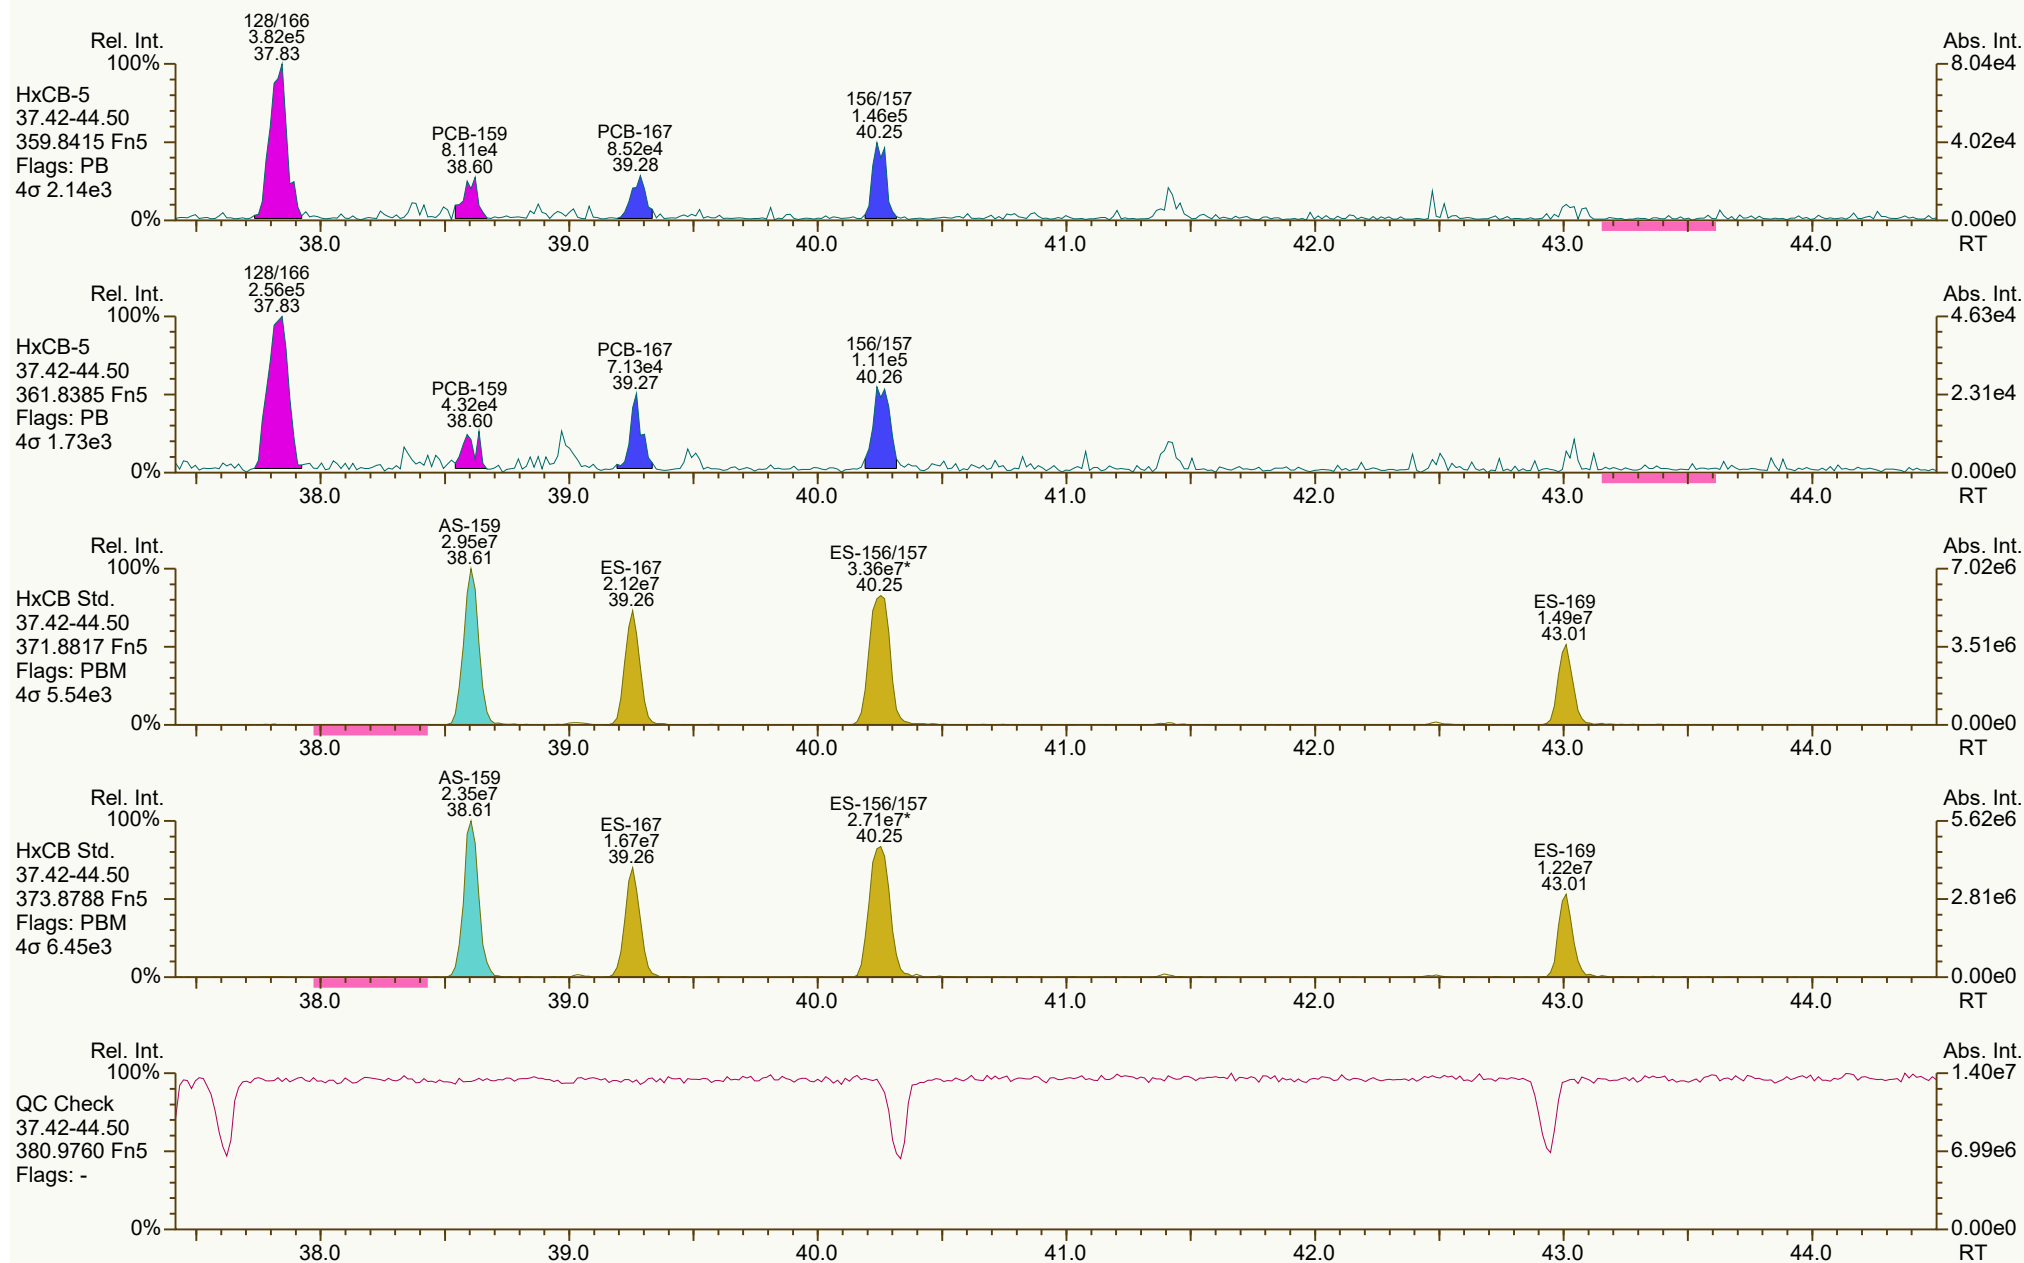 128/166
3.82e5
37.83
Rel. Int.
Abs. Int.
100%
8.04e4
HxCB-5
37.42-44.50
359.8415 Fn5
Flags: PB
4σ 2.14e3
PCB-159
8.11e4
38.60
PCB-167
8.52e4
39.28
156/157
1.46e5
40.25
4.02e4
0%
0.00e0
38.0 39.0 40.0 41.0 42.0 43.0 44.0 RT
128/166
2.56e5
37.83
Rel. Int.
Abs. Int.
100%
4.63e4
HxCB-5
37.42-44.50
361.8385 Fn5
Flags: PB
4σ 1.73e3
PCB-159
4.32e4
38.60
PCB-167
7.13e4
39.27
156/157
1.11e5
40.26
2.31e4
0%
0.00e0
38.0 39.0 40.0 41.0 42.0 43.0 44.0 RT
AS-159
2.95e7
38.61
Rel. Int.
Abs. Int.
100%
7.02e6
HxCB Std.
37.42-44.50
371.8817 Fn5
Flags: PBM
4σ 5.54e3
ES-167
2.12e7
39.26
ES-156/157
3.36e7*
40.25
ES-169
1.49e7
43.01
3.51e6
0%
0.00e0
38.0 39.0 40.0 41.0 42.0 43.0 44.0 RT
AS-159
2.35e7
38.61
Rel. Int.
Abs. Int.
100%
5.62e6
HxCB Std.
37.42-44.50
373.8788 Fn5
Flags: PBM
4σ 6.45e3
ES-167
1.67e7
39.26
ES-156/157
2.71e7*
40.25
ES-169
1.22e7
43.01
2.81e6
0%
0.00e0
38.0 39.0 40.0 41.0 42.0 43.0 44.0 RT
Rel. Int.
Abs. Int.
100%
1.40e7
QC Check
37.42-44.50
380.9760 Fn5
Flags: -
6.99e6
0%
0.00e0
38.0 39.0 40.0 41.0 42.0 43.0 44.0 RT